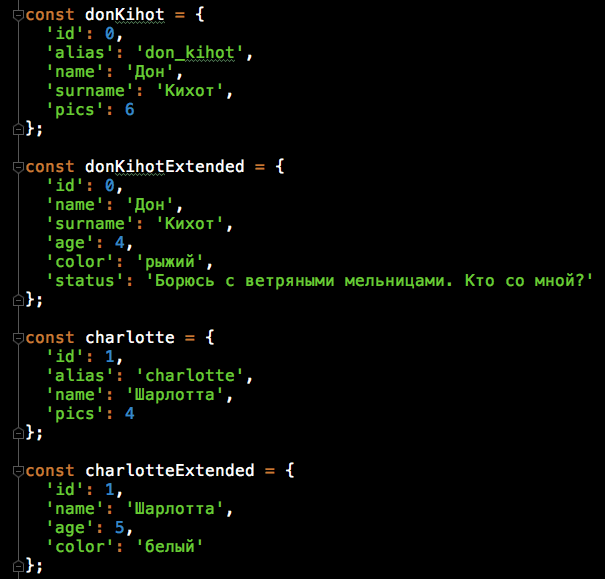 const donKihot = {
'id': 0,
'alias': 'don_kihot',
'name': 'Дон',
'surname': 'Кихот',
'pics': 6
};
const donKihotExtended = {
'id': 0,
'name': 'Дон',
'surname': 'Кихот',
'age': 4,
'color': 'рыжий',
'status': 'Борюсь с ветряными мельницами. Кто со мной?'
};
const charlotte = {
'id': 1,
'alias': 'charlotte',
'name': 'Шарлотта',
'pics': 4
};
const charlotteExtended = {
'id': 1,
'name': 'Шарлотта',
'age': 5,
'color': 'белый'
};